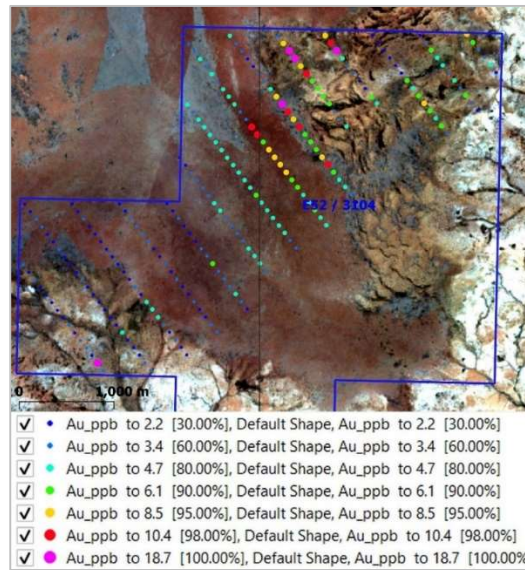 E52 / 3104
0 1,000 m
Au_ppb to 2.2 [30.00%], Default Shape, Au_ppb to 2.2 [30.00%]
Au_ppb to 3.4 [60.00%], Default Shape, Au_ppb to 3.4 [60.00%]
Au_ppb to 4.7 [80.00%], Default Shape, Au_ppb to 4.7 [80.00%]
Au_ppb to 6.1 [90.00%], Default Shape, Au_ppb to 6.1 [90.00%]
Au_ppb to 8.5 [95.00%], Default Shape, Au_ppb to 8.5 [95.00%]
Au_ppb to 10.4 [98.00%], Default Shape, Au_ppb to 10.4 [98.00%]
Au_ppb to 18.7 [100.00%], Default Shape, Au_ppb to 18.7 [100.00%]